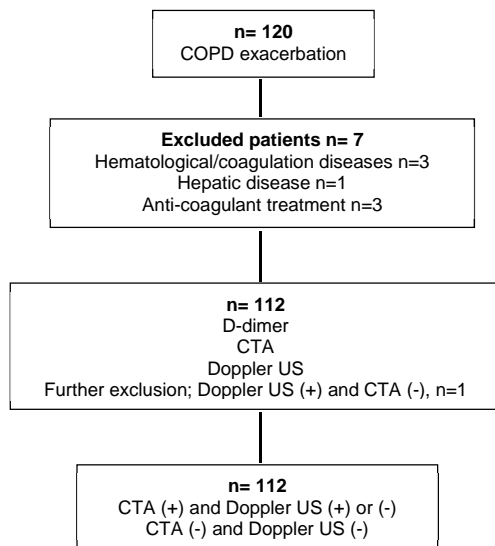 n= 120
COPD exacerbation
Excluded patients n= 7
Hematological/coagulation diseases n=3
Hepatic disease n=1
Anti-coagulant treatment n=3
n= 112
D-dimer
CTA
Doppler US
Further exclusion; Doppler US (+) and CTA (-), n=1
n= 112
CTA (+) and Doppler US (+) or (-)
CTA (-) and Doppler US (-)